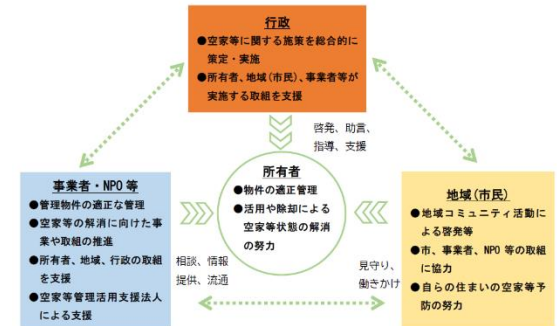 行政
●空家等に関する施策を総合的に
策定・実施
●所有者、地域(市民)、事業者等が
実施する取組を支援
啓発、助言、
指導、支援
所有者
●物件の適正管理
●活用や除却による
空家等状態の解消
の努力
事業者・NPO等
●管理物件の適正な管理
●空家等の解消に向けた事
業や取組の推進
●所有者、地域、行政の取組
を支援
●空家等管理活用支援法人
による支援
相談、情報
提供、流通
見守り、
働きかけ
地域(市民)
●地域コミュニティ活動に
よる啓発等
●市、事業者、NPO等の取組
に協力
●自らの住まいの空家等予
防の努力